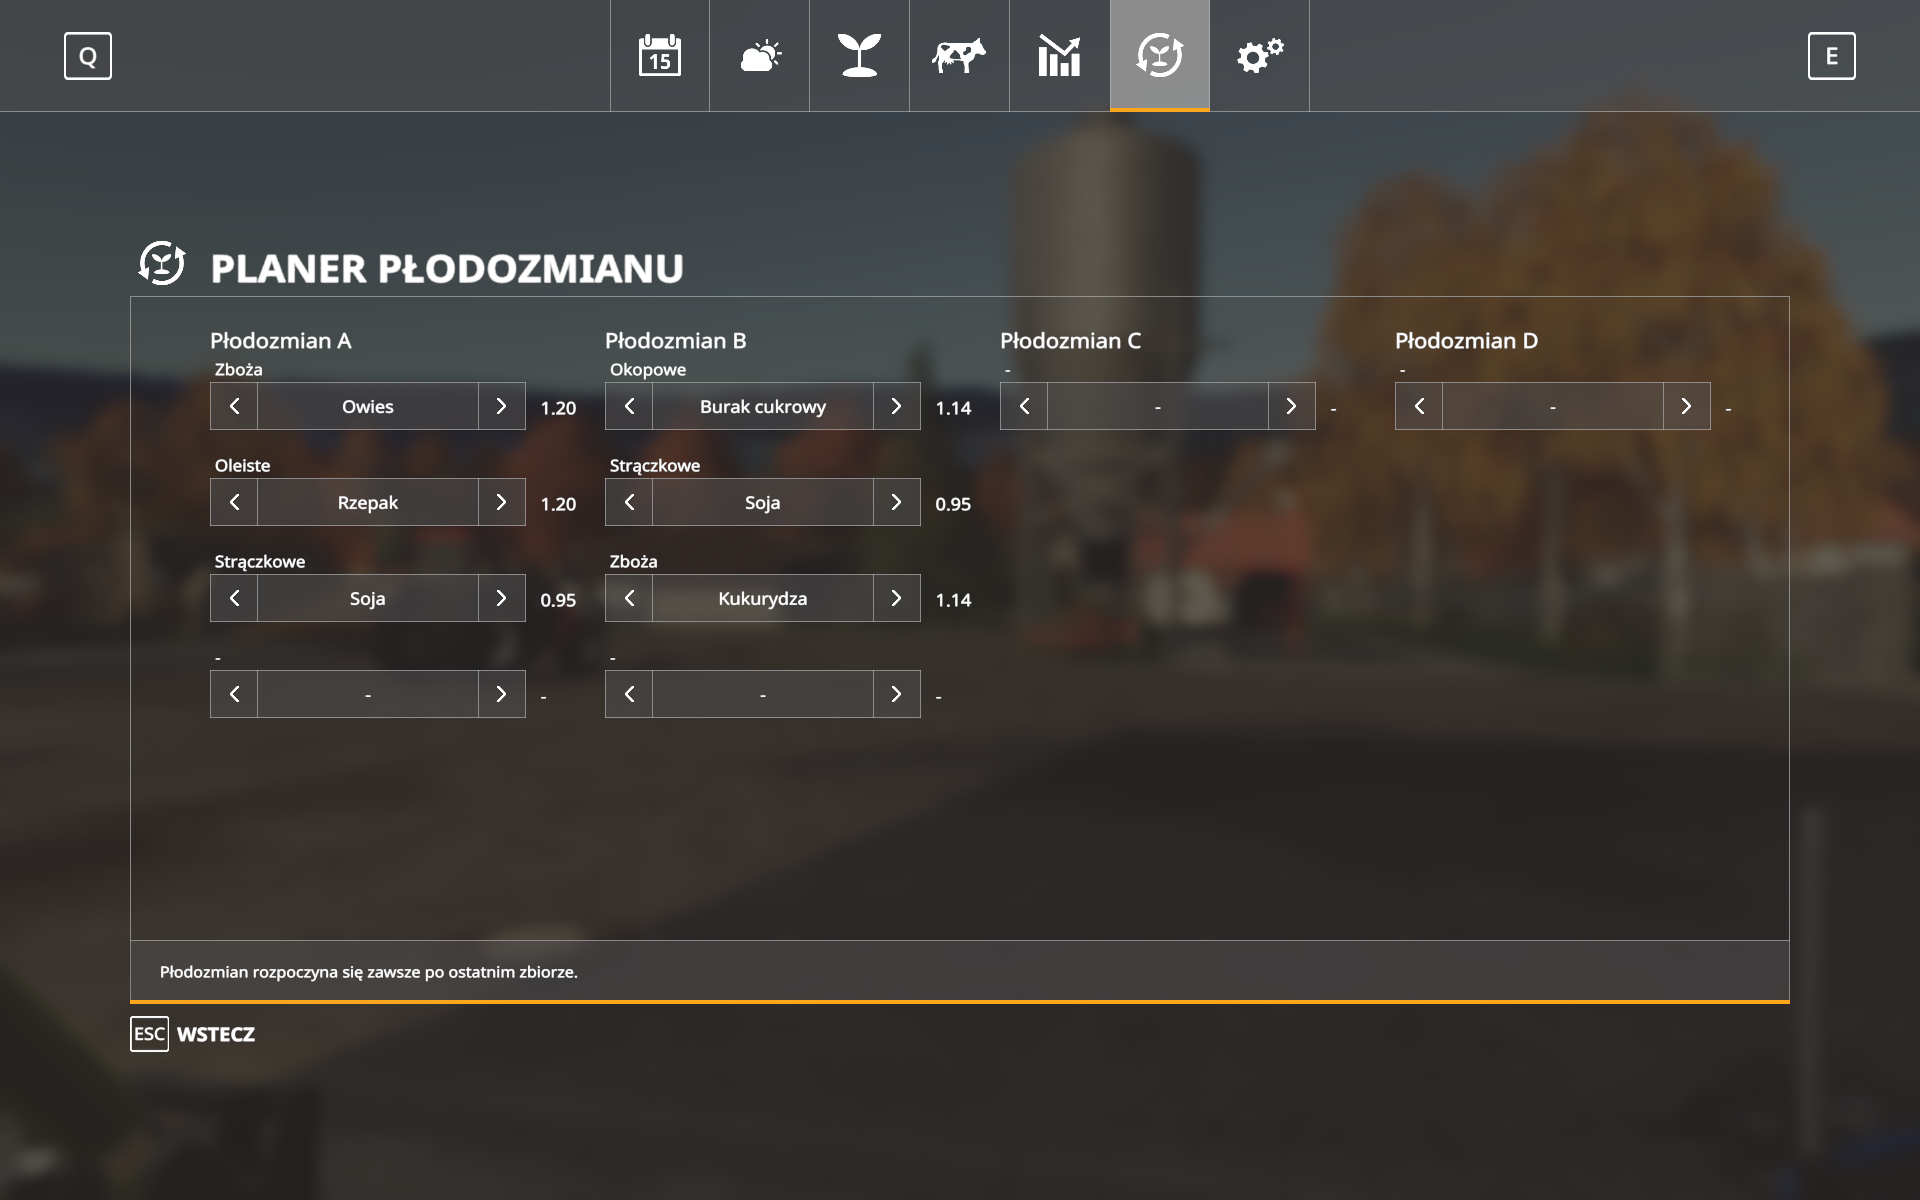 Q
15
E
PLANER PŁODOZMIANU
Płodozmian A
Zboża
Owies
1.20
Oleiste
Rzepak
1.20
Strączkowe
Soja
0.95
-
-
-
Płodozmian B
Okopowe
Burak cukrowy
1.14
Strączkowe
Soja
0.95
Zboża
Kukurydza
1.14
-
-
-
Płodozmian C
-
-
-
Płodozmian D
-
-
-
Płodozmian rozpoczyna się zawsze po ostatnim zbiorze.
ESC WSTECZ